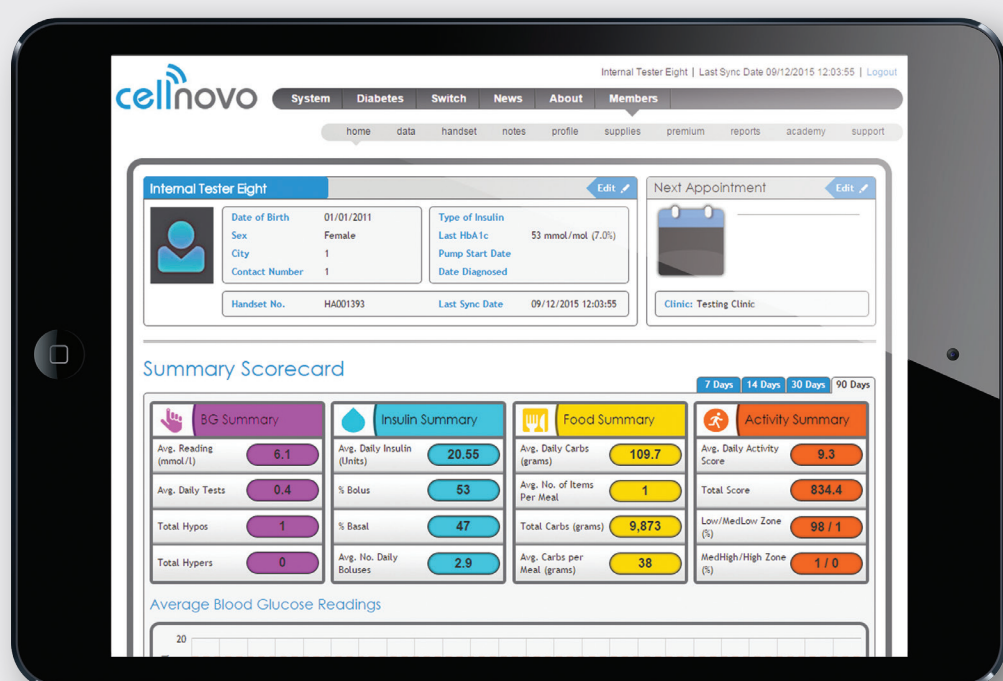 Internal Tester Eight | Last Sync Date 09/12/2015 12:03:55 | Logout
cellnovo
System Diabetes Switch News About Members
home data handset notes profile supplies premium reports academy support
Internal Tester Eight Edit
Date of Birth 01/01/2011
Sex Female
City 1
Contact Number 1
Type of Insulin
Last HbA1c 53 mmol/mol (7.0%)
Pump Start Date
Date Diagnosed
Handset No. HA001393 Last Sync Date 09/12/2015 12:03:55
Next Appointment Edit
Clinic: Testing Clinic
Summary Scorecard
7 Days 14 Days 30 Days 90 Days
BG Summary
Avg. Reading
(mmol/l) 6.1
Avg. Daily Tests 0.4
Total Hypos 1
Total Hypers 0
Insulin Summary
Avg. Daily Insulin
(Units) 20.55
% Bolus 53
% Basal 47
Avg. No. Daily
Boluses 2.9
Food Summary
Avg. Daily Carbs
(grams) 109.7
Avg. No. of Items
Per Meal 1
Total Carbs (grams) 9,873
Avg. Carbs per
Meal (grams) 38
Activity Summary
Avg. Daily Activity
Score 9.3
Total Score 834.4
Low/MedLow Zone
(%) 98 / 1
MedHigh/High Zone
(%) 1 / 0
Average Blood Glucose Readings
20